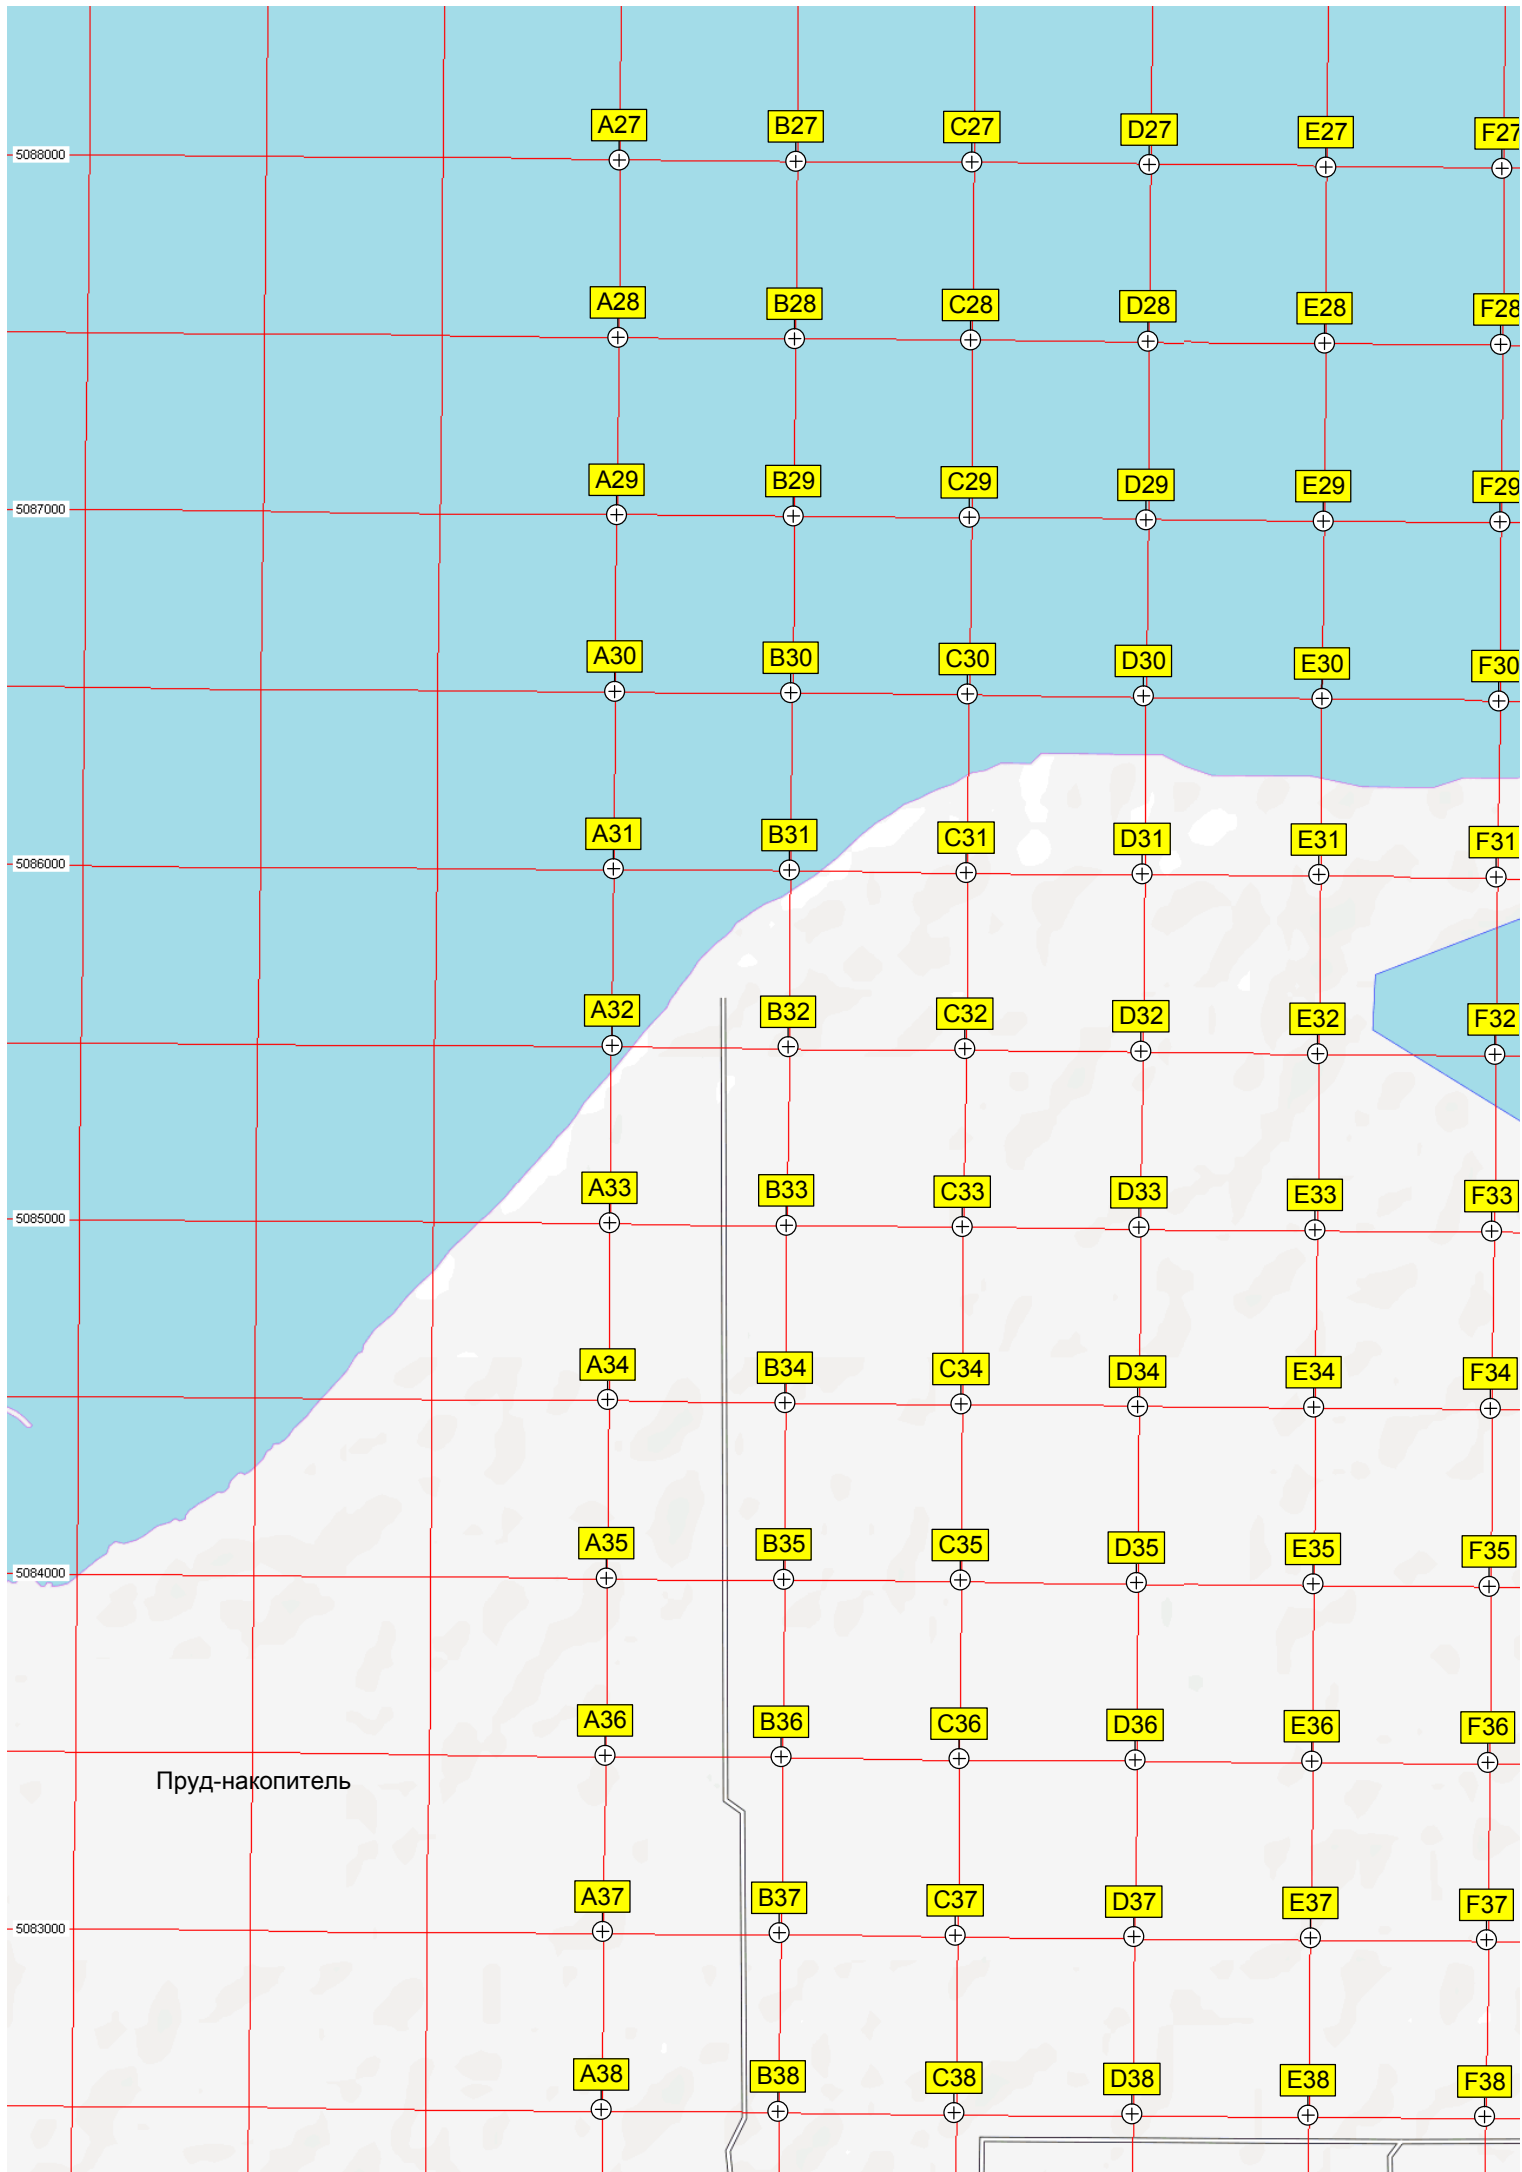 A27 B27 C27 D27 E27 F27
5088000
A28 B28 C28 D28 E28 F28
A29 B29 C29 D29 E29 F29
5087000
A30 B30 C30 D30 E30 F30
A31 B31 C31 D31 E31 F31
5086000
A32 B32 C32 D32 E32 F32
A33 B33 C33 D33 E33 F33
5085000
A34 B34 C34 D34 E34 F34
A35 B35 C35 D35 E35 F35
5084000
A36 B36 C36 D36 E36 F36
Пруд-накопитель
A37 B37 C37 D37 E37 F37
5083000
A38 B38 C38 D38 E38 F38